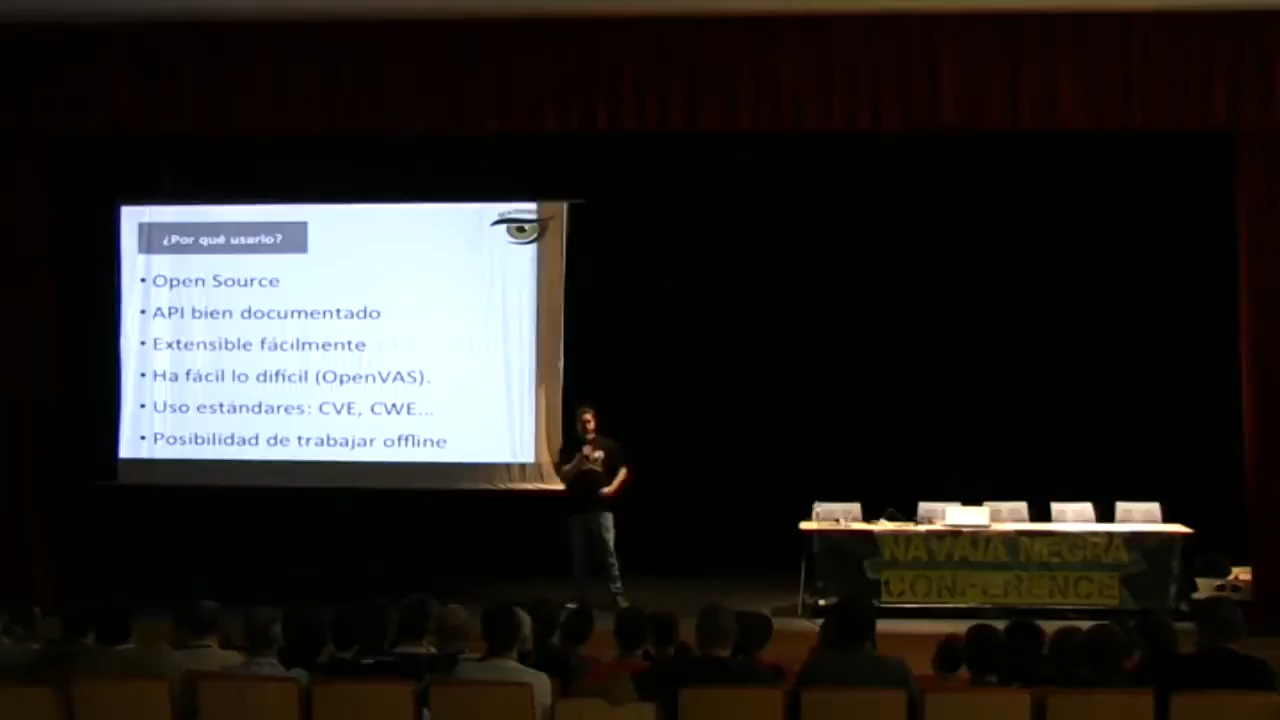 ¿Por qué usarlo?
• Open Source
• API bien documentado
• Extensible fácilmente
• Ha fácil lo difícil (OpenVAS).
• Uso estándares: CVE, CWE...
• Posibilidad de trabajar offline
NAVAJA NEGRA
CONFERENCE